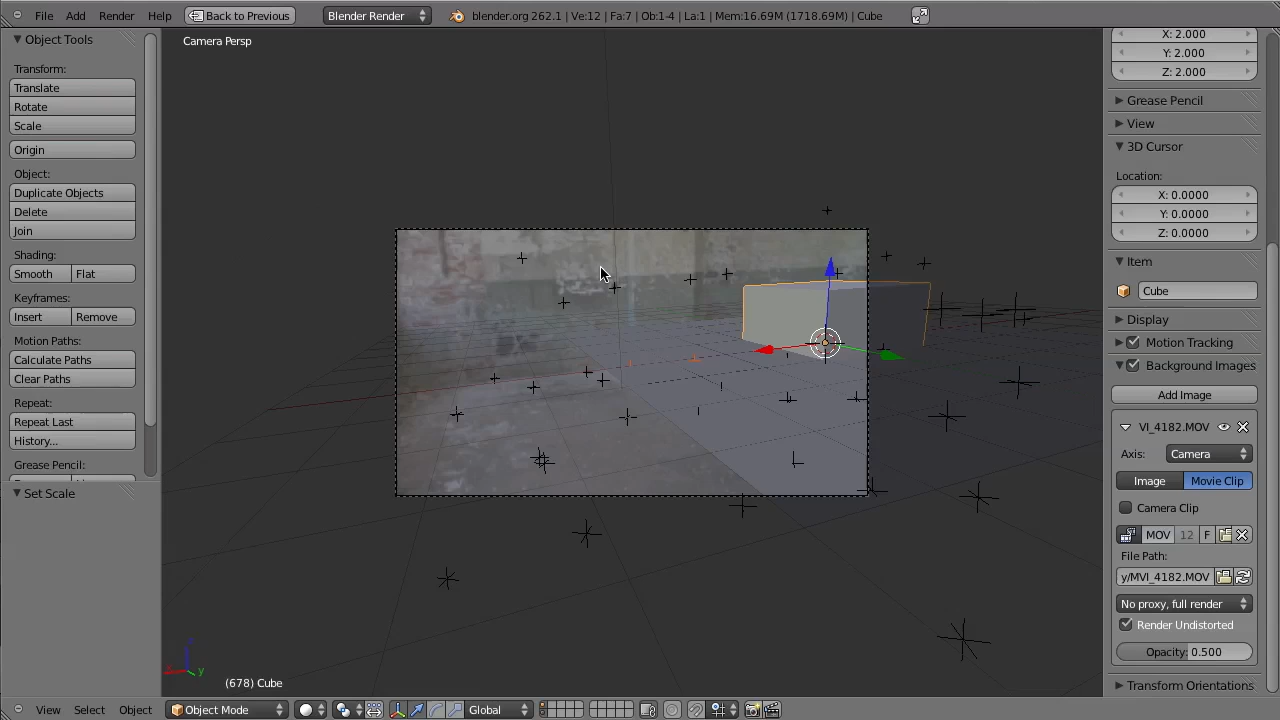 File Add Render Help Back to Previous Blender Render blender.org 262.1 | Ve:12 | Fa:7 | Ob:1-4 | La:1 | Mem:16.69M (1718.69M) | Cube
Object Tools
Transform:
Translate
Rotate
Scale
Origin
Object:
Duplicate Objects
Delete
Join
Shading:
Smooth Flat
Keyframes:
Insert Remove
Motion Paths:
Calculate Paths
Clear Paths
Repeat:
Repeat Last
History...
Grease Pencil:
Set Scale
Camera Persp
x y
(678) Cube
X: 2.000
Y: 2.000
Z: 2.000
Grease Pencil
View
3D Cursor
Location:
X: 0.0000
Y: 0.0000
Z: 0.0000
Item
Cube
Display
Motion Tracking
Background Images
Add Image
VI_4182.MOV
Axis: Camera
Image Movie Clip
Camera Clip
MOV 12 F
File Path:
y/MVI_4182.MOV
No proxy, full render
Render Undistorted
Opacity: 0.500
Transform Orientations
View Select Object Object Mode Global